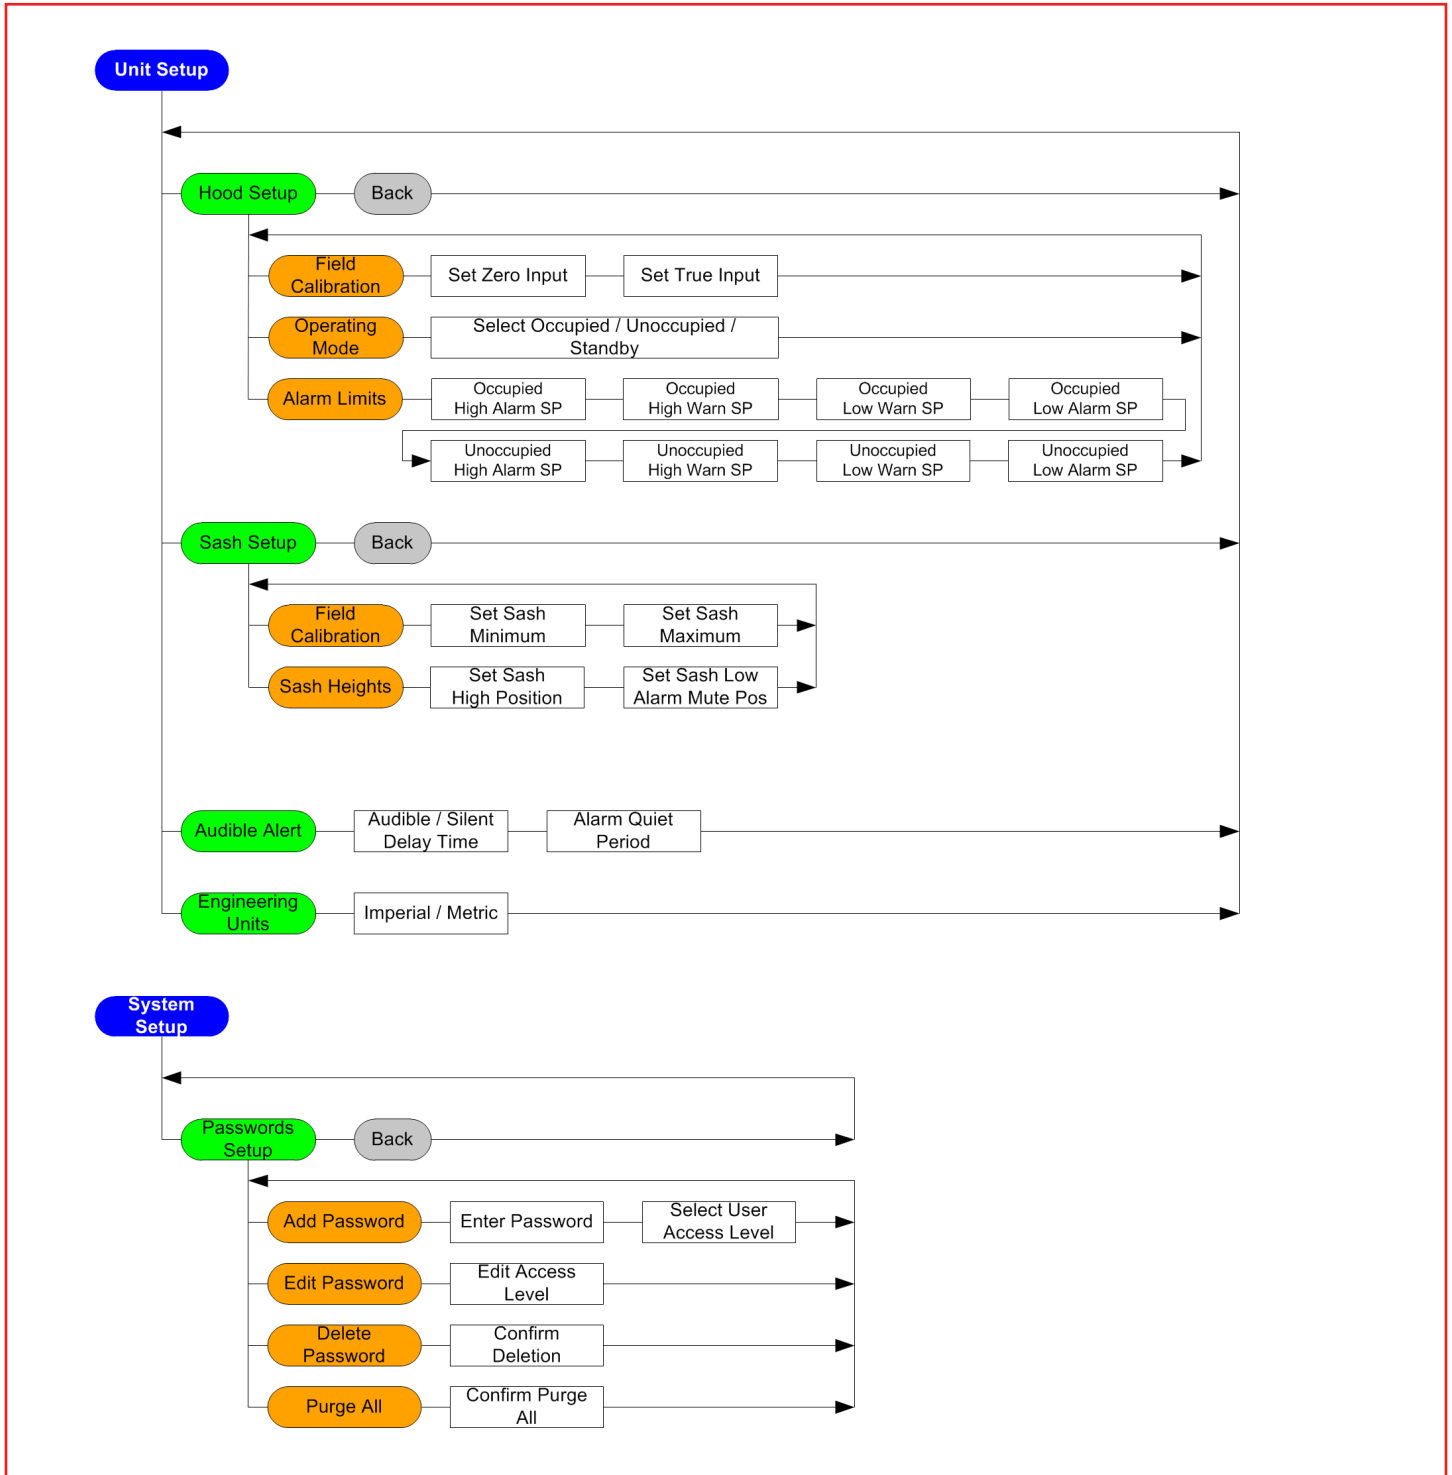 Unit Setup
Hood Setup
Back
Field
Calibration
Set Zero Input
Set True Input
Operating
Mode
Select Occupied / Unoccupied /
Standby
Alarm Limits
Occupied
High Alarm SP
Occupied
High Warn SP
Occupied
Low Warn SP
Occupied
Low Alarm SP
Unoccupied
High Alarm SP
Unoccupied
High Warn SP
Unoccupied
Low Warn SP
Unoccupied
Low Alarm SP
Sash Setup
Back
Field
Calibration
Set Sash
Minimum
Set Sash
Maximum
Sash Heights
Set Sash
High Position
Set Sash Low
Alarm Mute Pos
Audible Alert
Audible / Silent
Delay Time
Alarm Quiet
Period
Engineering
Units
Imperial / Metric
System
Setup
Passwords
Setup
Back
Add Password
Enter Password
Select User
Access Level
Edit Password
Edit Access
Level
Delete
Password
Confirm
Deletion
Purge All
Confirm Purge
All